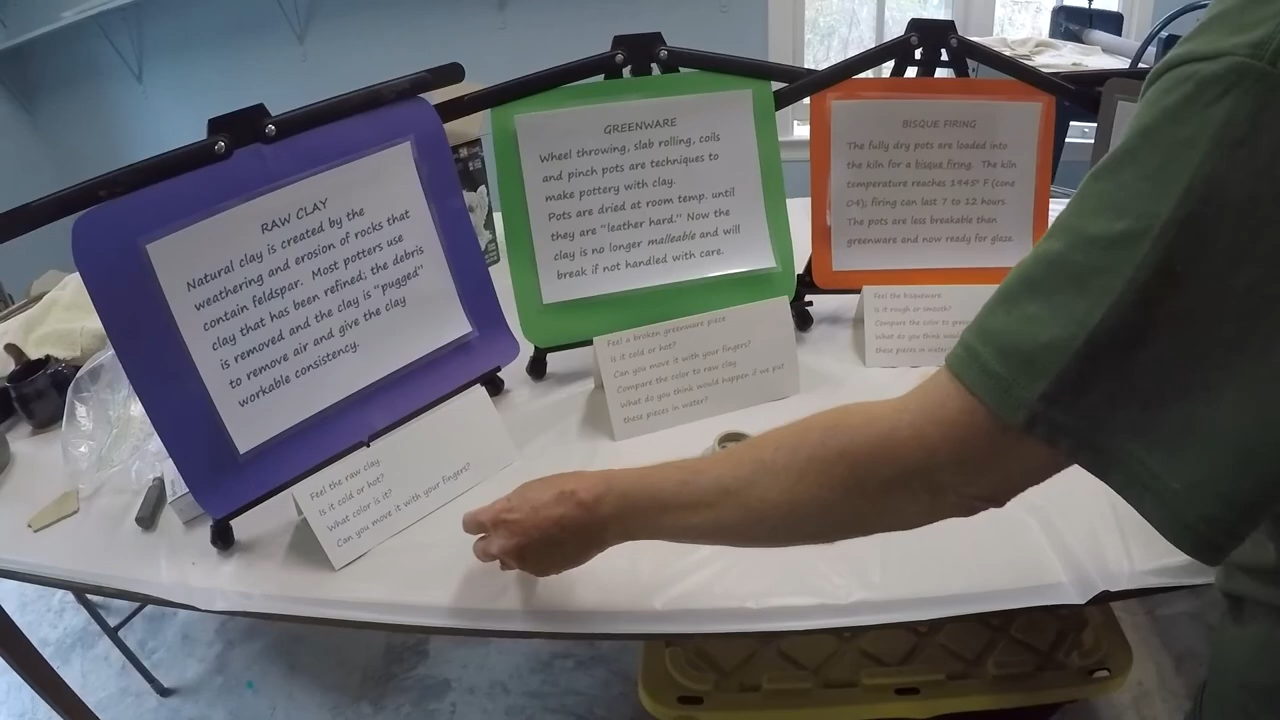 RAW CLAY
Natural clay is created by the
weathering and erosion of rocks that
contain feldspar. Most potters use
clay that has been refined; the debris
is removed and the clay is "pugged"
to remove air and give the clay
workable consistency.
Feel the raw clay
Is it cold or hot?
What color is it?
Can you move it with your fingers?
GREENWARE
Wheel throwing, slab rolling, coils
and pinch pots are techniques to
make pottery with clay.
Pots are dried at room temp. until
they are "leather hard." Now the
clay is no longer malleable and will
break if not handled with care.
Feel a broken greenware piece
Is it cold or hot?
Can you move it with your fingers?
Compare the color to raw clay
What do you think would happen if we put
these pieces in water?
BISQUE FIRING
The fully dry pots are loaded into
the kiln for a bisque firing. The kiln
temperature reaches 1945° F (cone
04); firing can last 7 to 12 hours.
The pots are less breakable than
greenware and now ready for glaze.
Feel the bisqueware
Is it rough or smooth?
Compare the color to
What do you think
these pieces in water